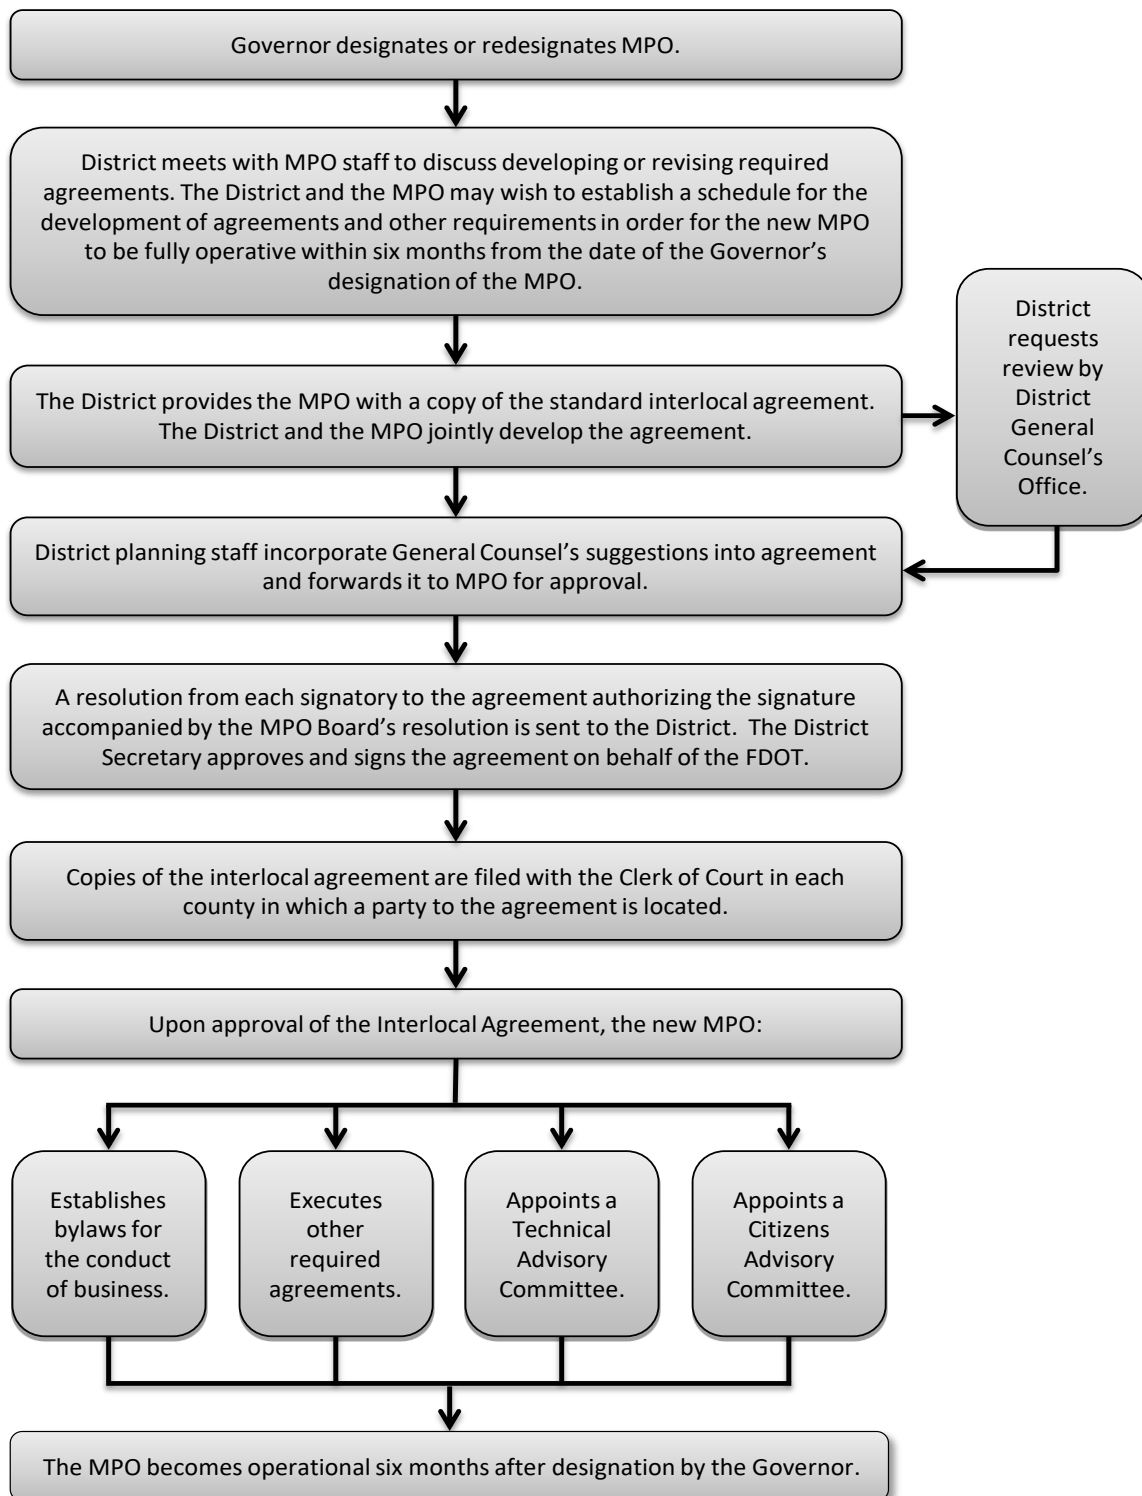 Governor designates or redesignates MPO.
District meets with MPO staff to discuss developing or revising required
agreements. The District and the MPO may wish to establish a schedule for the
development of agreements and other requirements in order for the new MPO
to be fully operative within six months from the date of the Governor’s
designation of the MPO.
The District provides the MPO with a copy of the standard interlocal agreement.
The District and the MPO jointly develop the agreement.
District
requests
review by
District
General
Counsel’s
Office.
District planning staff incorporate General Counsel’s suggestions into agreement
and forwards it to MPO for approval.
A resolution from each signatory to the agreement authorizing the signature
accompanied by the MPO Board’s resolution is sent to the District.  The District
Secretary approves and signs the agreement on behalf of the FDOT.
Copies of the interlocal agreement are filed with the Clerk of Court in each
county in which a party to the agreement is located.
Upon approval of the Interlocal Agreement, the new MPO:
Establishes
bylaws for
the conduct
of business.
Executes
other
required
agreements.
Appoints a
Technical
Advisory
Committee.
Appoints a
Citizens
Advisory
Committee.
The MPO becomes operational six months after designation by the Governor.